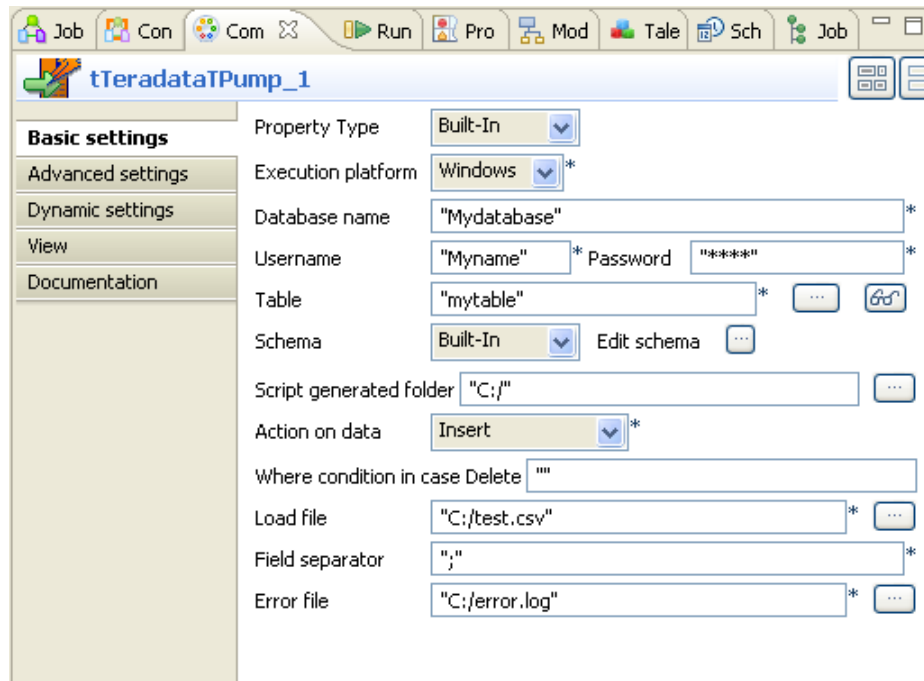 Job Con Com Run Pro Mod Tale Sch Job
tTeradataTPump_1
Basic settings
Advanced settings
Dynamic settings
View
Documentation
Property Type Built-In
Execution platform Windows *
Database name "Mydatabase" *
Username "Myname" * Password "****" *
Table "mytable" * ...
Schema Built-In Edit schema ...
Script generated folder "C:/" ...
Action on data Insert *
Where condition in case Delete ""
Load file "C:/test.csv" * ...
Field separator ";" *
Error file "C:/error.log" * ...